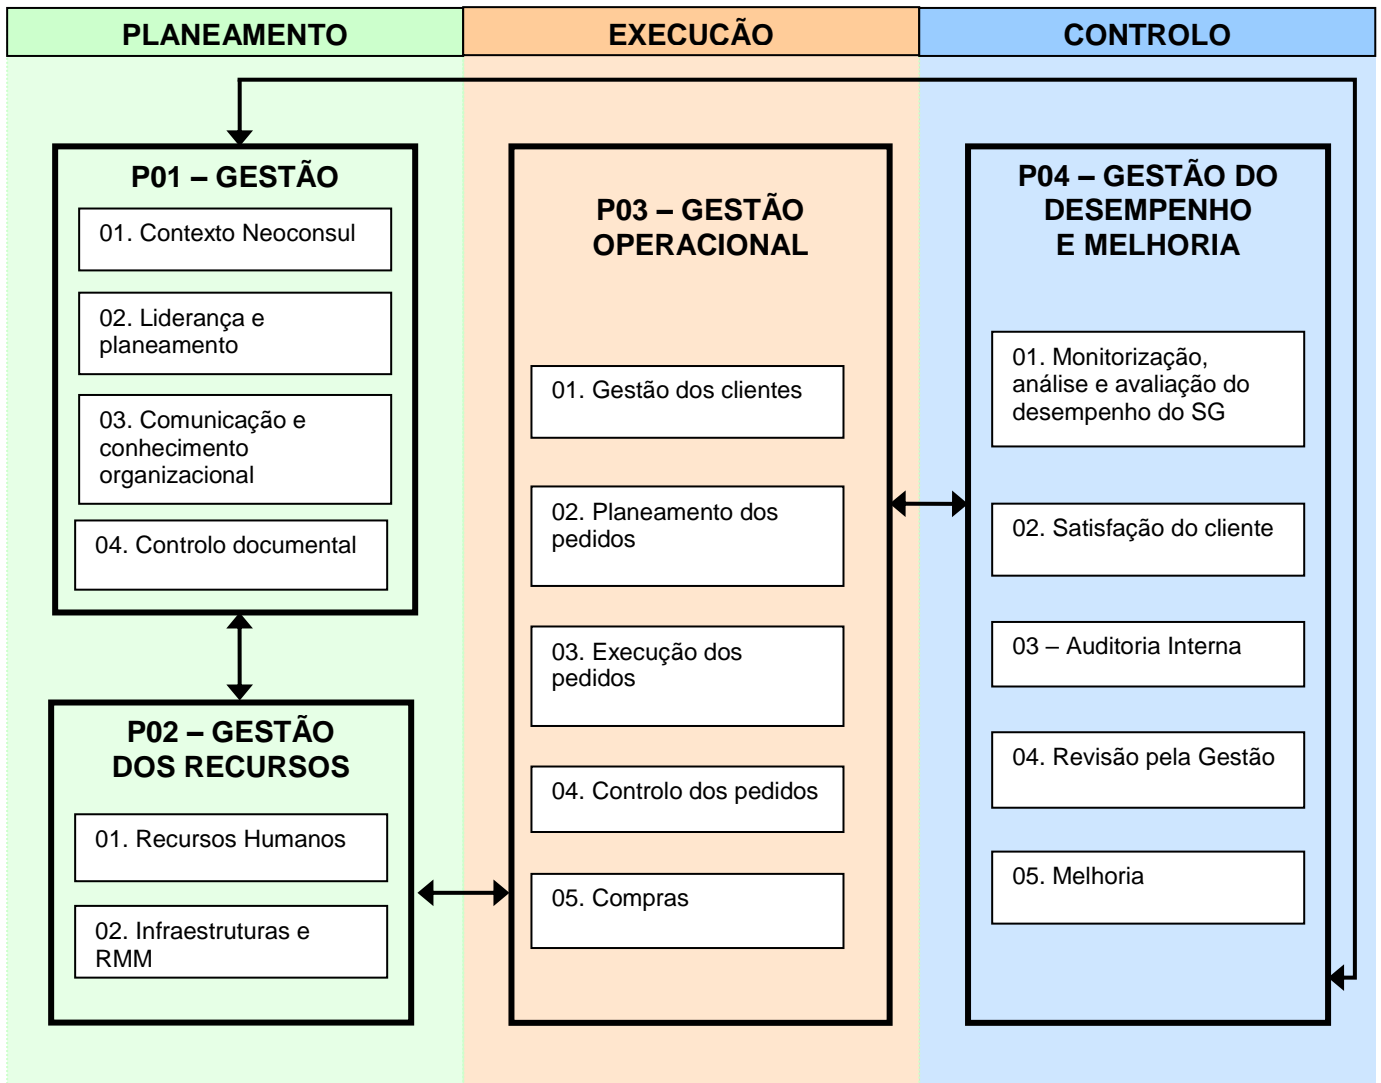 PLANEAMENTO
EXECUCÃO
CONTROLO
P01 – GESTÃO
01. Contexto Neoconsul
02. Liderança e
planeamento
03. Comunicação e
conhecimento
organizacional
04. Controlo documental
P02 – GESTÃO
DOS RECURSOS
01. Recursos Humanos
02. Infraestruturas e
RMM
P03 – GESTÃO
OPERACIONAL
01. Gestão dos clientes
02. Planeamento dos
pedidos
03. Execução dos
pedidos
04. Controlo dos pedidos
05. Compras
P04 – GESTÃO DO
DESEMPENHO
E MELHORIA
01. Monitorização,
análise e avaliação do
desempenho do SG
02. Satisfação do cliente
03 – Auditoria Interna
04. Revisão pela Gestão
05. Melhoria